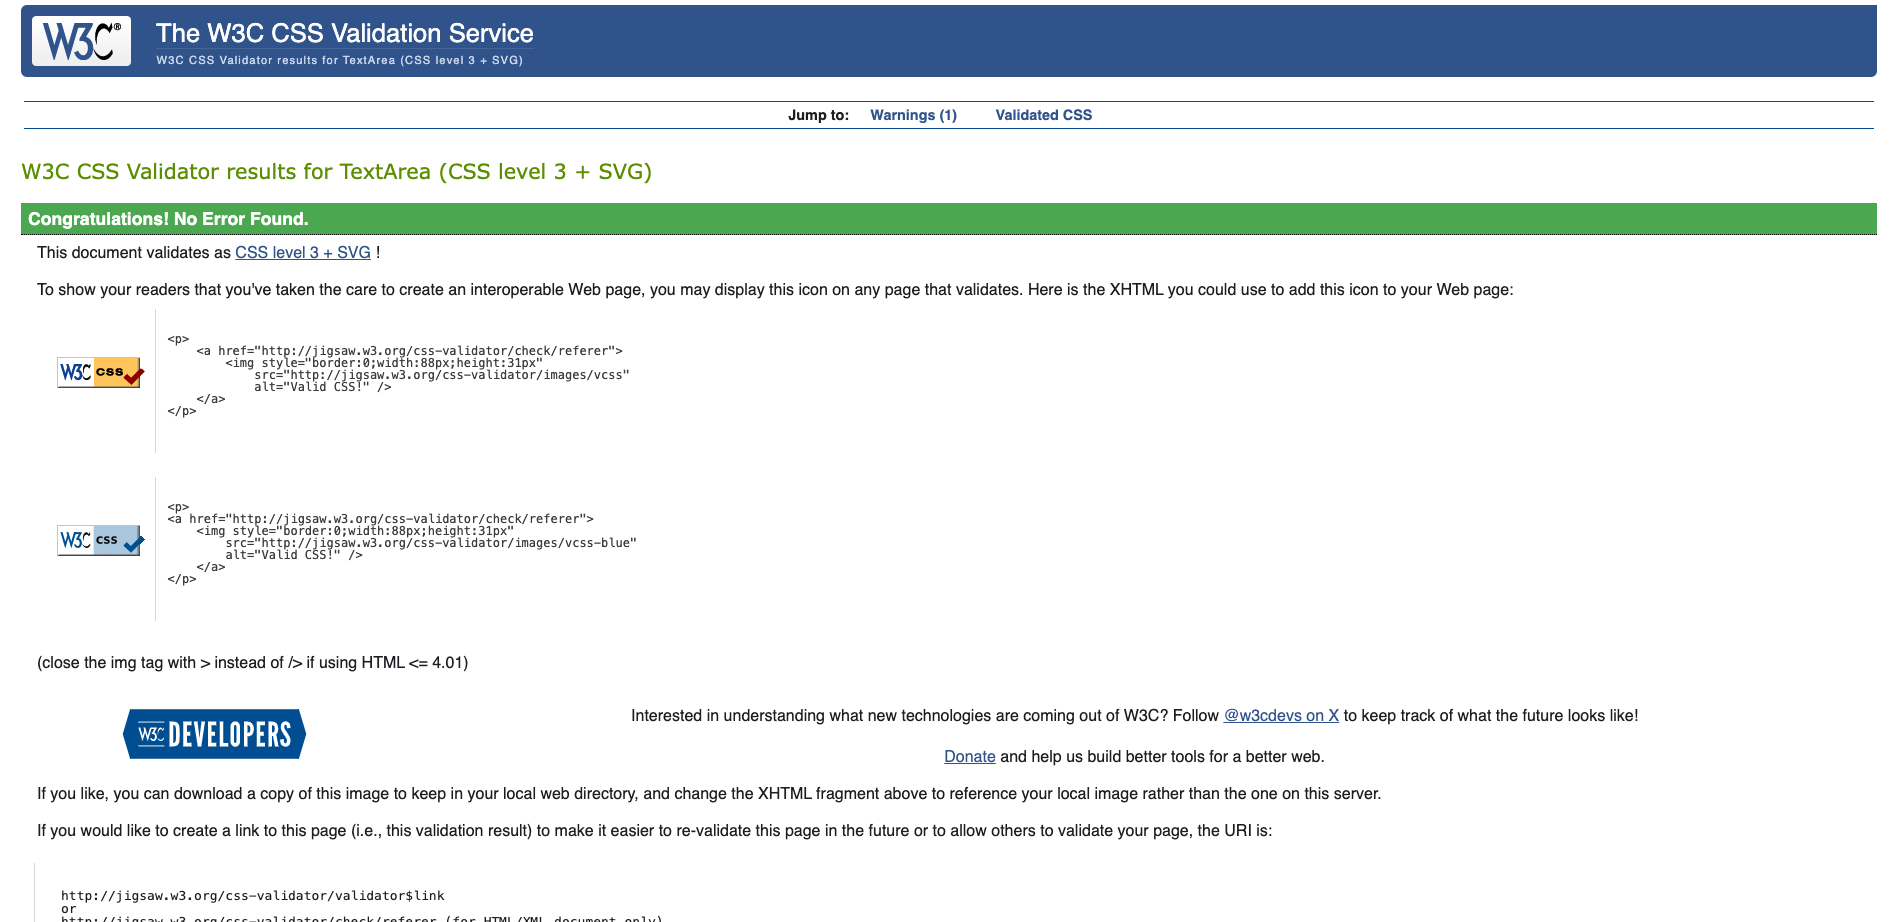 W3C®
The W3C CSS Validation Service
W3C CSS Validator results for TextArea (CSS level 3 + SVG)
Jump to: Warnings (1) Validated CSS
W3C CSS Validator results for TextArea (CSS level 3 + SVG)
Congratulations! No Error Found.
This document validates as CSS level 3 + SVG !
To show your readers that you've taken the care to create an interoperable Web page, you may display this icon on any page that validates. Here is the XHTML you could use to add this icon to your Web page:
W3C css
<p>
    <a href="http://jigsaw.w3.org/css-validator/check/referer">
        <img style="border:0;width:88px;height:31px"
            src="http://jigsaw.w3.org/css-validator/images/vcss"
            alt="Valid CSS!" />
    </a>
</p>
W3C css
<p>
<a href="http://jigsaw.w3.org/css-validator/check/referer">
    <img style="border:0;width:88px;height:31px"
        src="http://jigsaw.w3.org/css-validator/images/vcss-blue"
        alt="Valid CSS!" />
    </a>
</p>
(close the img tag with > instead of /> if using HTML <= 4.01)
W3C DEVELOPERS
Interested in understanding what new technologies are coming out of W3C? Follow @w3cdevs on X to keep track of what the future looks like!
Donate and help us build better tools for a better web.
If you like, you can download a copy of this image to keep in your local web directory, and change the XHTML fragment above to reference your local image rather than the one on this server.
If you would like to create a link to this page (i.e., this validation result) to make it easier to re-validate this page in the future or to allow others to validate your page, the URI is:
http://jigsaw.w3.org/css-validator/validator$link
or
http://jigsaw.w3.org/css-validator/check/referer (for HTML/XML document only)